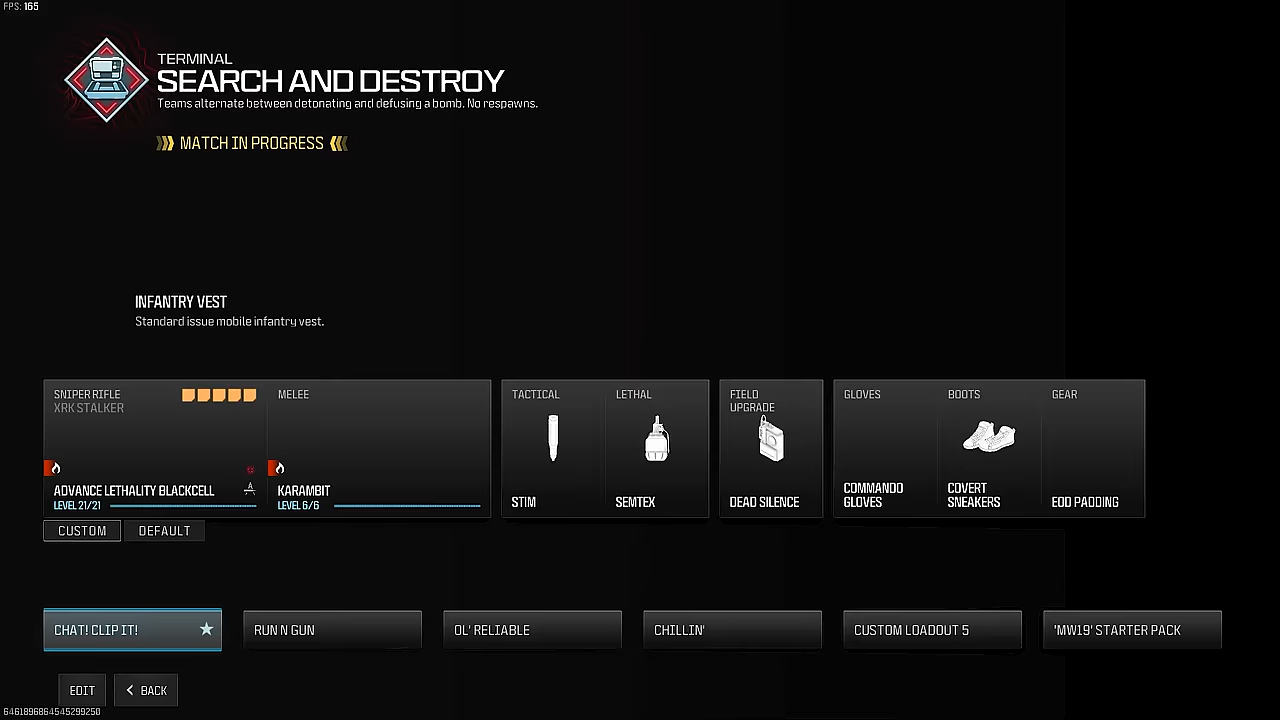 FPS: 165
TERMINAL
SEARCH AND DESTROY
Teams alternate between detonating and defusing a bomb. No respawns.
MATCH IN PROGRESS
INFANTRY VEST
Standard issue mobile infantry vest.
SNIPER RIFLE
XRK STALKER
ADVANCE LETHALITY BLACKCELL
LEVEL 21/21
MELEE
KARAMBIT
LEVEL 6/6
TACTICAL
STIM
LETHAL
SEMTEX
FIELD
UPGRADE
DEAD SILENCE
GLOVES
COMMANDO
GLOVES
BOOTS
COVERT
SNEAKERS
GEAR
EOD PADDING
CUSTOM
DEFAULT
CHAT! CLIP IT!
RUN N GUN
OL' RELIABLE
CHILLIN'
CUSTOM LOADOUT 5
'MW19' STARTER PACK
EDIT
BACK
6461896864545299250